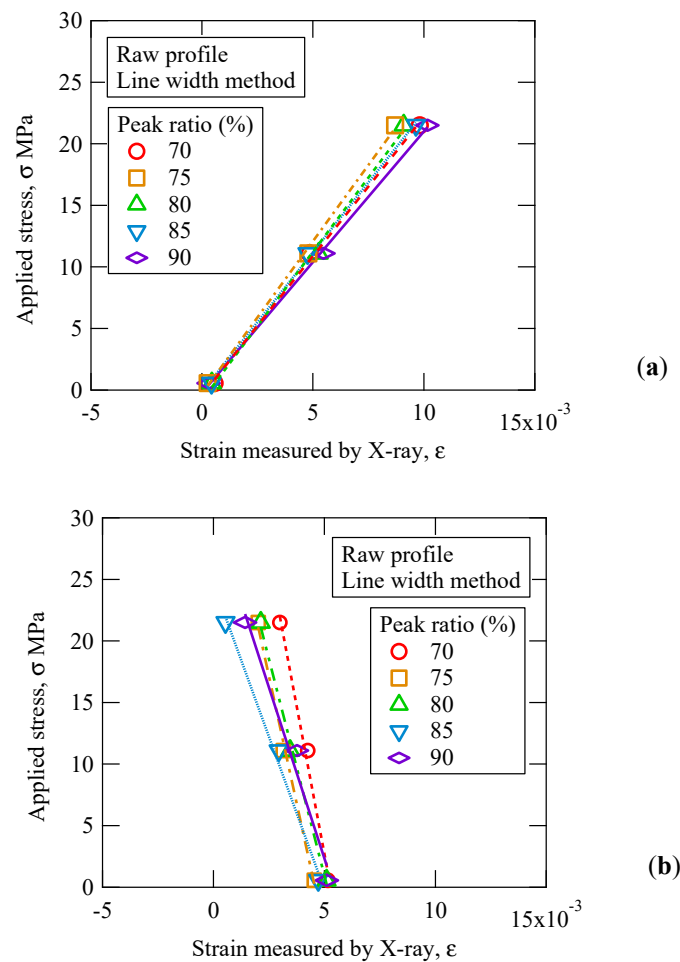 30
25
20
15
10
5
0
Applied stress, σ MPa
Raw profile
Line width method
Peak ratio (%)
70
75
80
85
90
-5
0
5
10
15x10-3
Strain measured by X-ray, ε
(a)
30
25
20
15
10
5
0
Applied stress, σ MPa
Raw profile
Line width method
Peak ratio (%)
70
75
80
85
90
-5
0
5
10
15x10-3
Strain measured by X-ray, ε
(b)